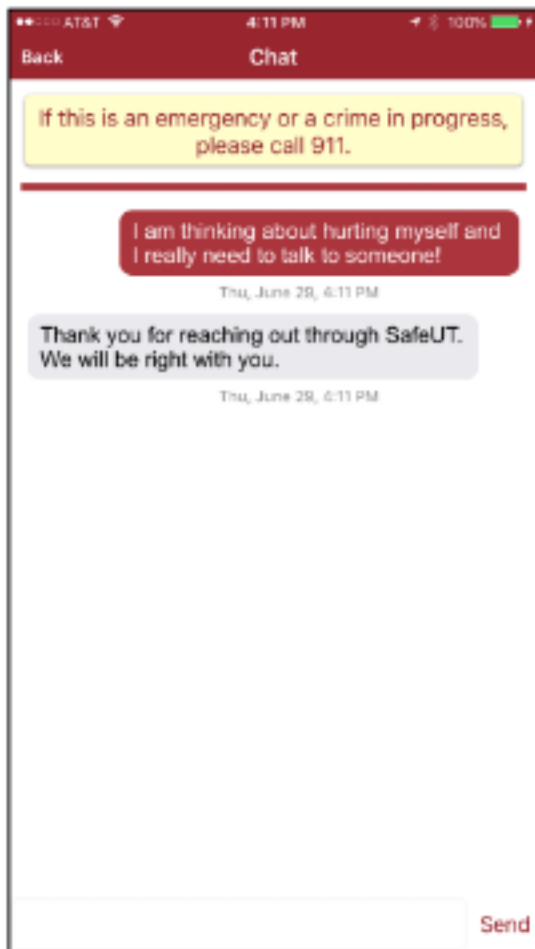 AT&T 4:11 PM 100%
Back Chat
If this is an emergency or a crime in progress,
please call 911.
I am thinking about hurting myself and
I really need to talk to someone!
Thu, June 29, 4:11 PM
Thank you for reaching out through SafeUT.
We will be right with you.
Thu, June 29, 4:11 PM
Send